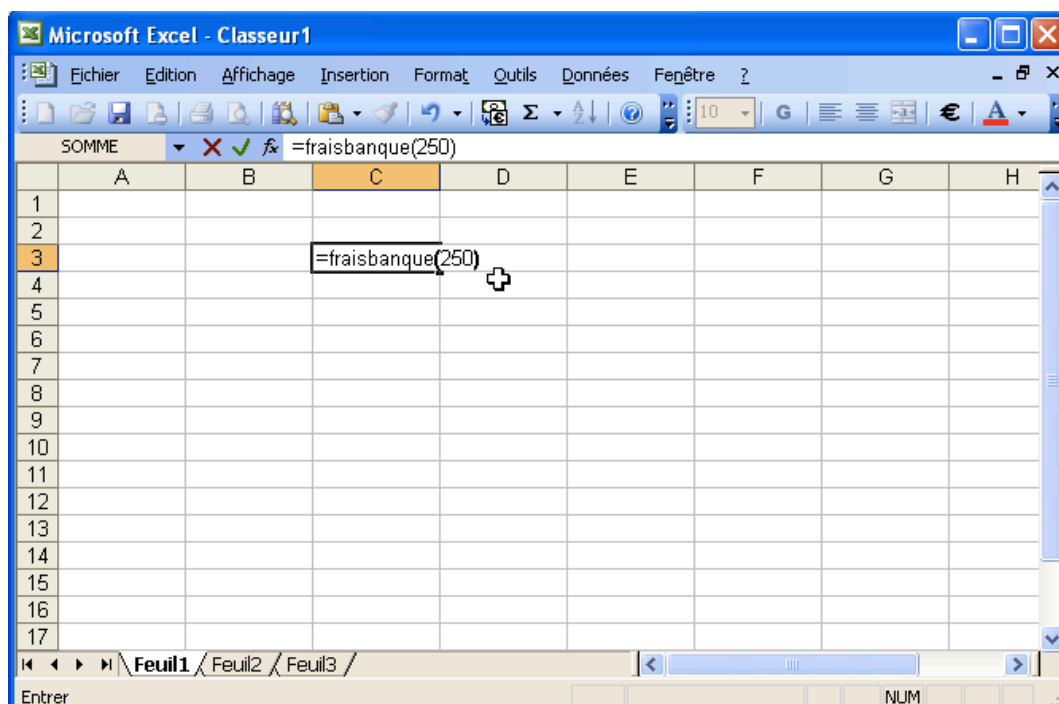 Microsoft Excel - Classeur1
Fichier Edition Affichage Insertion Format Outils Données Fenêtre ?
10 G € A
SOMME fx =fraisbanque(250)
A B C D E F G H
1
2
3 =fraisbanque(250)
4
5
6
7
8
9
10
11
12
13
14
15
16
17
Feuil1 Feuil2 Feuil3
Entrer NUM